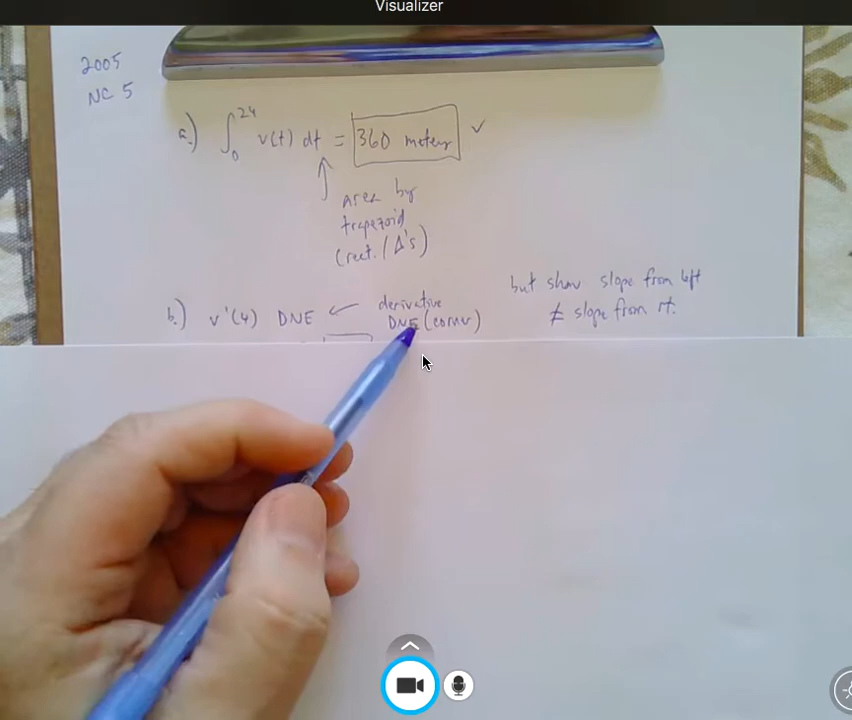 Visualizer
2005
NC 5
a.) ∫₀²⁴ v(t) dt = 360 meters ✓
↑
area by
trapezoid
(rect./Δ's)
b.) v'(4) DNE ← derivative
DNE (corner)
but show slope from left
≠ slope from rt.